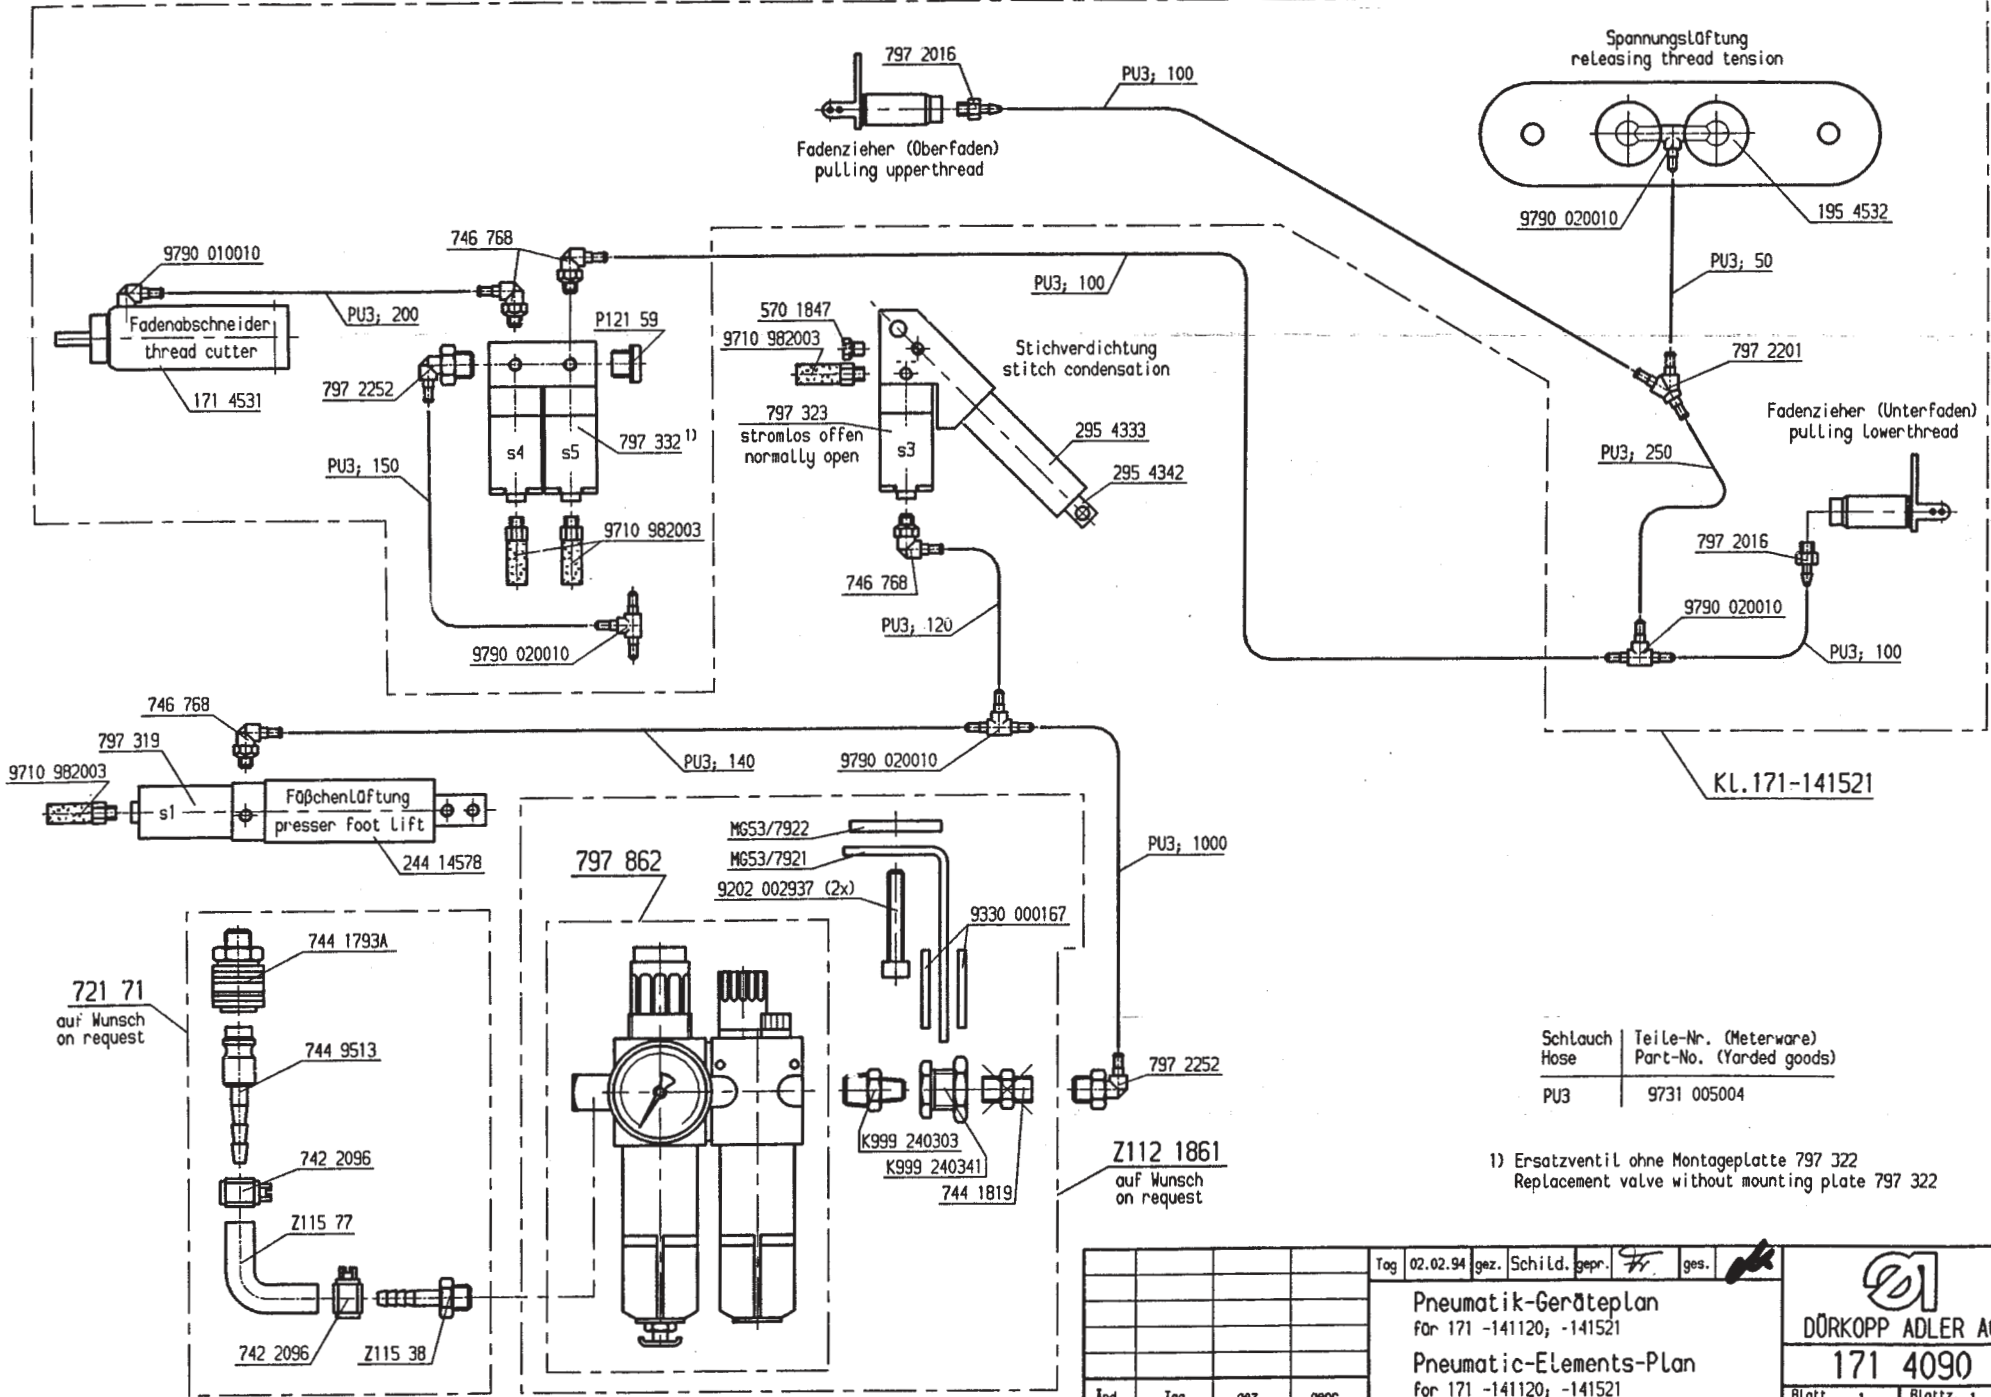 Spannungslüftung
releasing thread tension
797 2016
PU3; 100
Fadenzieher (Oberfaden)
pulling upperthread
9790 020010
195 4532
746 768
9790 010010
PU3; 50
PU3; 100
PU3; 200
Fadenabschneider
thread cutter
P121 59
570 1847
9710 982003
Stichverdichtung
stitch condensation
797 2201
797 2252
171 4531
Fadenzieher (Unterfaden)
pulling lowerthread
797 323
stromlos offen
normally open
295 4333
797 332 1)
s4
s5
s3
PU3; 150
PU3; 250
295 4342
9710 982003
797 2016
746 768
9790 020010
PU3; 120
9790 020010
PU3; 100
746 768
797 319
9710 982003
PU3; 140
9790 020010
Kl.171-141521
s1
Füßchenlüftung
presser foot lift
244 14578
MG53/7922
MG53/7921
PU3; 1000
797 862
9202 002937 (2x)
9330 000167
744 1793A
721 71
auf Wunsch
on request
744 9513
Schlauch
Hose
Teile-Nr. (Meterware)
Part-No. (Yarded goods)
PU3
9731 005004
797 2252
K999 240303
K999 240341
744 1819
Z112 1861
auf Wunsch
on request
742 2096
1) Ersatzventil ohne Montageplatte 797 322
Replacement valve without mounting plate 797 322
Z115 77
742 2096
Z115 38
Tag 02.02.94 gez. Schild. gepr. ges.
Pneumatik-Geräteplan
für 171 -141120; -141521
Pneumatic-Elements-Plan
for 171 -141120; -141521
DÜRKOPP ADLER AG
171 4090
Ind. Tag gez. gepr.
Blatt 1 Blattz. 1